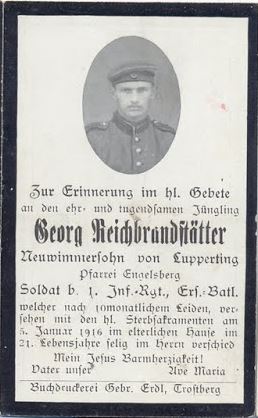 Zur Erinnerung im hl. Gebete
an den ehr- und tugendsamen Jüngling
Georg Reichbrandstätter
Neuwimmersohn von Lupperting
Pfarrei Engelsberg
Soldat b. 1. Inf.-Rgt., Ers.-Batl.
welcher nach 10monatlichem Leiden, ver-
sehen mit den hl. Sterbsakramenten am
5. Januar 1916 im elterlichen Hause im
21. Lebensjahre selig im Herrn verschied
Mein Jesus Barmherzigkeit!
Vater unser Ave Maria
Buchdruckerei Gebr. Erdl, Trostberg